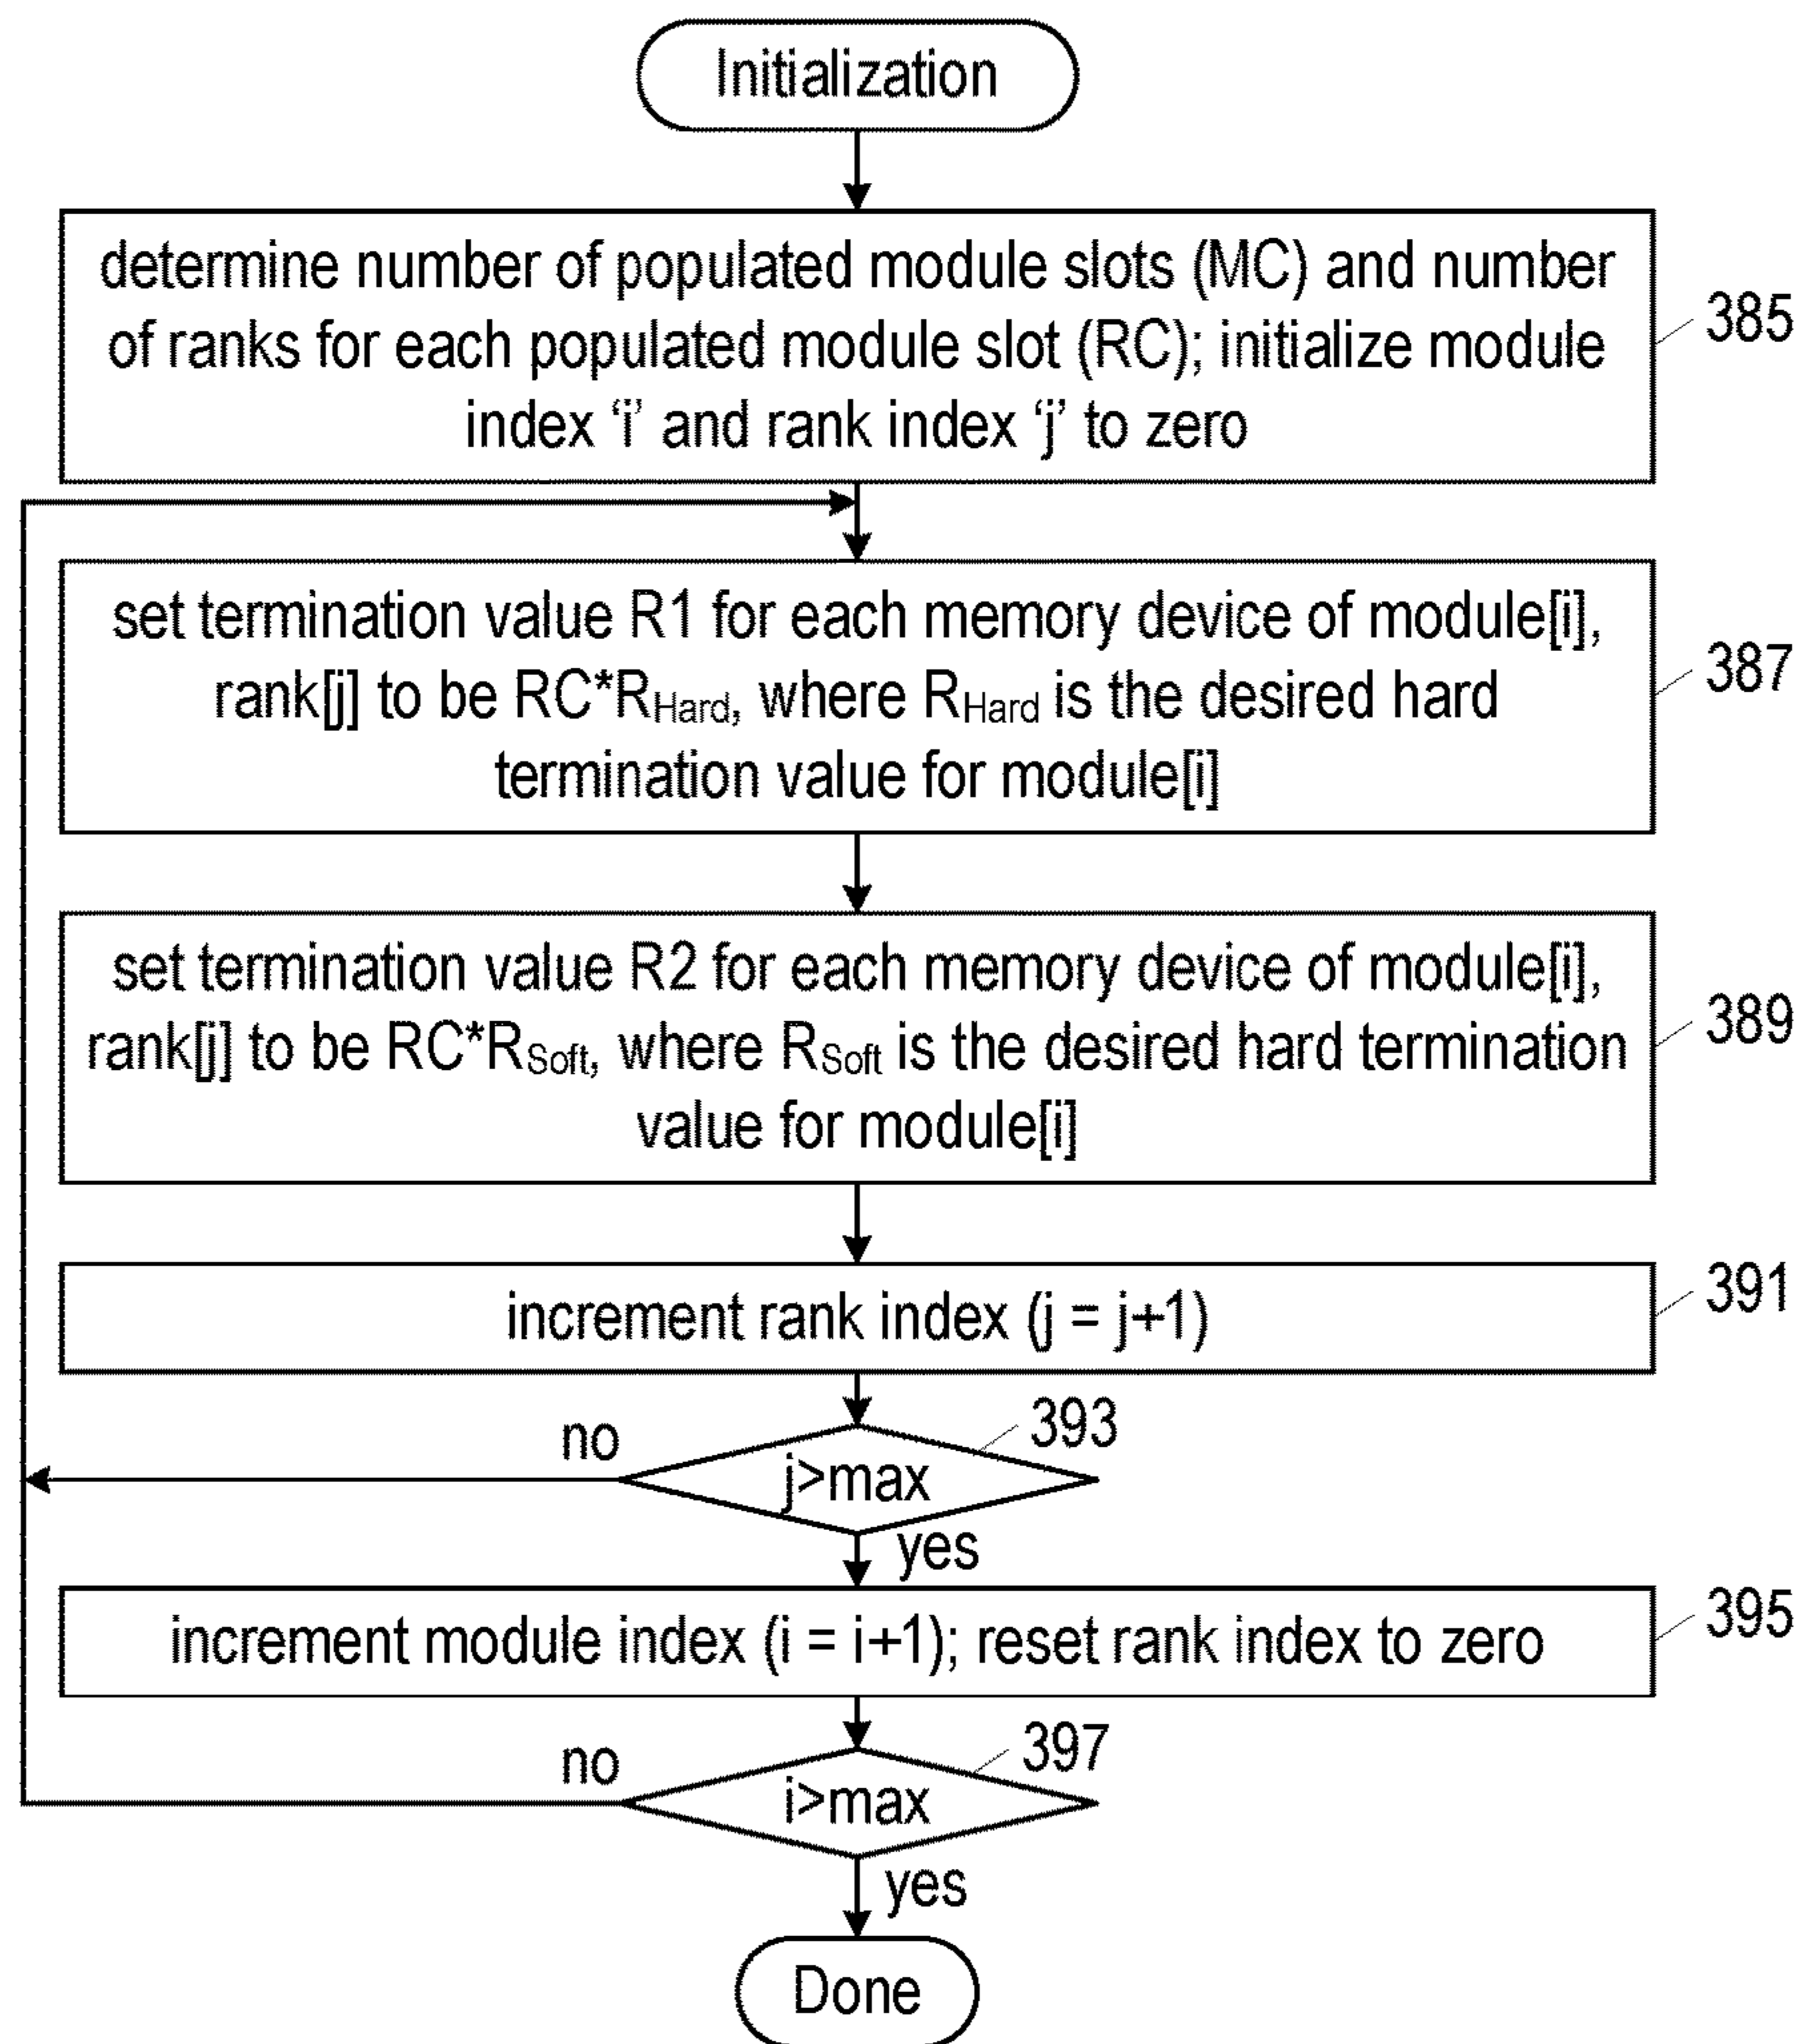 Initialization
determine number of populated module slots (MC) and number
of ranks for each populated module slot (RC); initialize module
index ‘i’ and rank index ‘j’ to zero
385
set termination value R1 for each memory device of module[i],
rank[j] to be RC*RHard, where RHard is the desired hard
termination value for module[i]
387
set termination value R2 for each memory device of module[i],
rank[j] to be RC*RSoft, where RSoft is the desired hard termination
value for module[i]
389
increment rank index (j = j+1)
391
393
no
j>max
yes
increment module index (i = i+1); reset rank index to zero
395
397
no
i>max
yes
Done